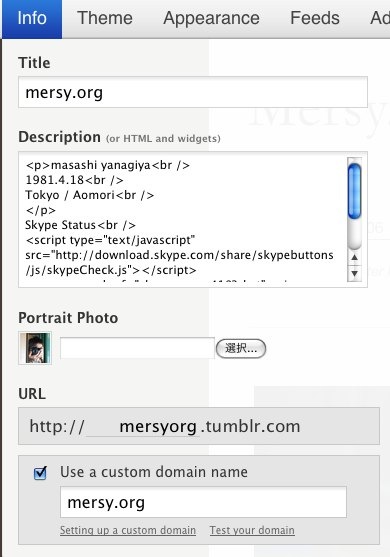 Info Theme Appearance Feeds
Title
mersy.org
Description (or HTML and widgets)
<p>masashi yanagiya<br />
1981.4.18<br />
Tokyo / Aomori<br />
</p>
Skype Status<br />
<script type="text/javascript"
src="http://download.skype.com/share/skypebuttons
/js/skypeCheck.js"></script>
Portrait Photo
選択...
URL
http:// mersyorg .tumblr.com
Use a custom domain name
mersy.org
Setting up a custom domain Test your domain